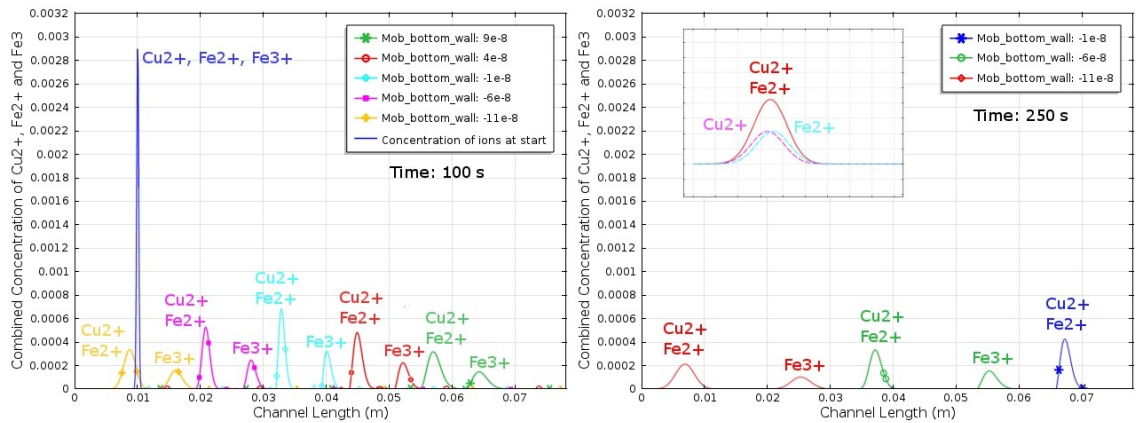 Combined Concentration of Cu2+, Fe2+ and Fe3
0.0032
0.003
0.0028
0.0026
0.0024
0.0022
0.002
0.0018
0.0016
0.0014
0.0012
0.001
0.0008
0.0006
0.0004
0.0002
0
0 0.01 0.02 0.03 0.04 0.05 0.06 0.07
Channel Length (m)
Cu2+, Fe2+, Fe3+
Mob_bottom_wall: 9e-8
Mob_bottom_wall: 4e-8
Mob_bottom_wall: -1e-8
Mob_bottom_wall: -6e-8
Mob_bottom_wall: -11e-8
Concentration of ions at start
Time: 100 s
Cu2+
Fe2+
Fe3+
Cu2+
Fe2+
Fe3+
Cu2+
Fe2+
Fe3+
Cu2+
Fe2+
Fe3+
Cu2+
Fe2+
Fe3+
Combined Concentration of Cu2+, Fe2+ and Fe3
0.0032
0.003
0.0028
0.0026
0.0024
0.0022
0.002
0.0018
0.0016
0.0014
0.0012
0.001
0.0008
0.0006
0.0004
0.0002
0
0 0.01 0.02 0.03 0.04 0.05 0.06 0.07
Channel Length (m)
Cu2+
Fe2+
Cu2+
Fe2+
Mob_bottom_wall: -1e-8
Mob_bottom_wall: -6e-8
Mob_bottom_wall: -11e-8
Time: 250 s
Cu2+
Fe2+
Fe3+
Cu2+
Fe2+
Fe3+
Cu2+
Fe2+